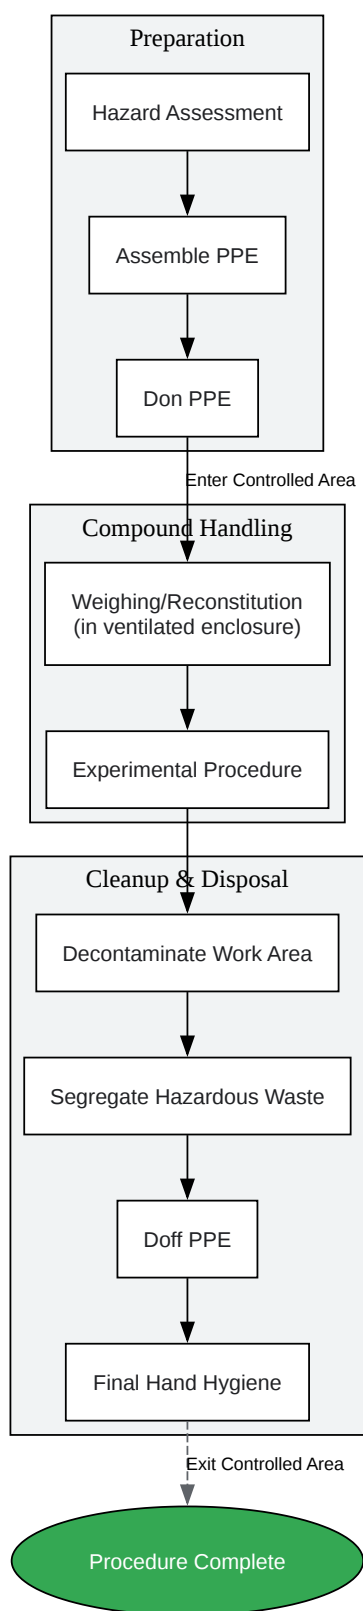 Preparation
Hazard Assessment
Assemble PPE
Don PPE
Enter Controlled Area
Compound Handling
Weighing/Reconstitution
(in ventilated enclosure)
Experimental Procedure
Cleanup & Disposal
Decontaminate Work Area
Segregate Hazardous Waste
Doff PPE
Final Hand Hygiene
Exit Controlled Area
Procedure Complete